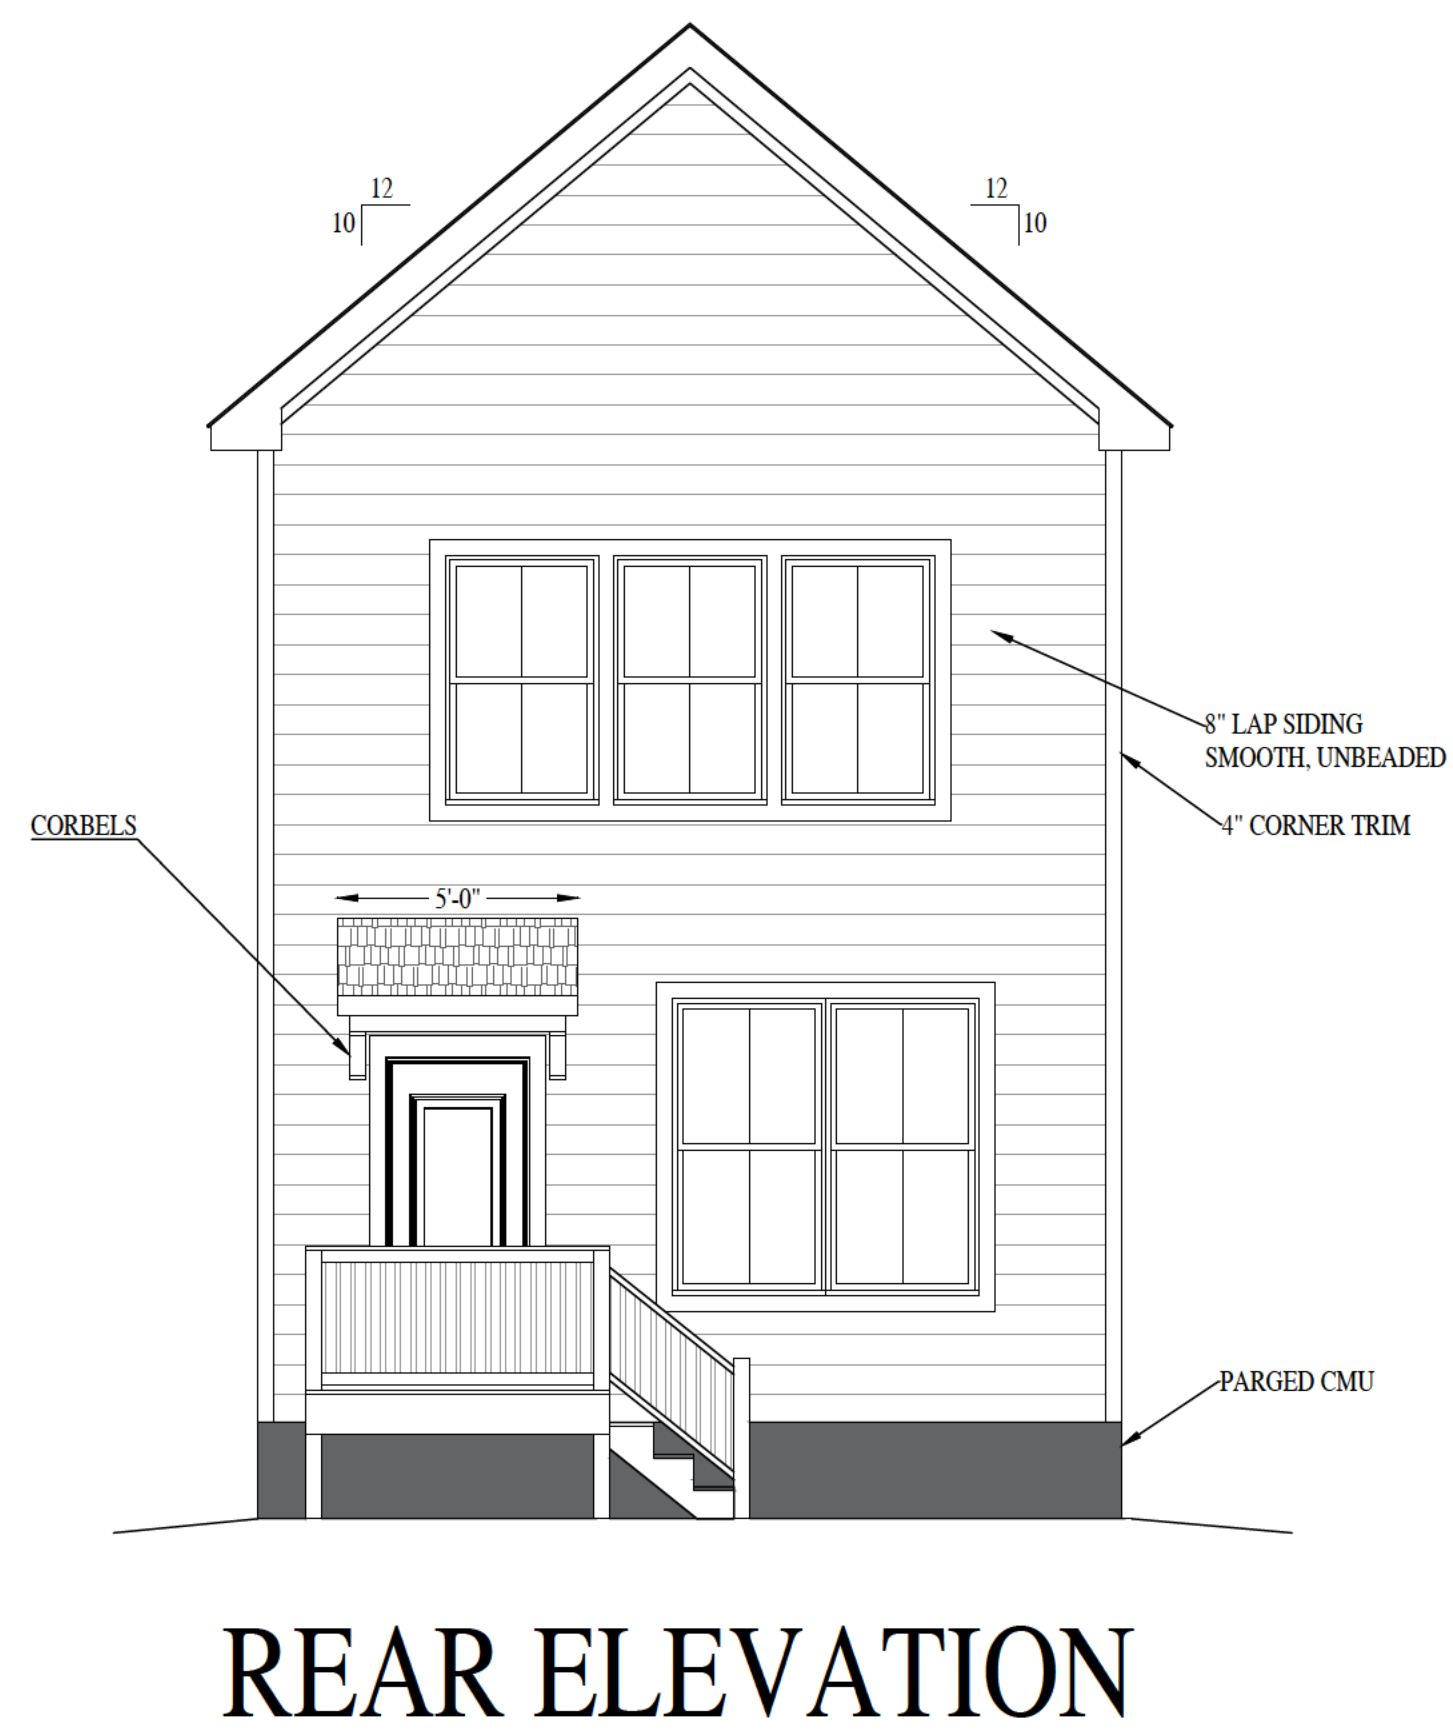 12
10
12
10
8" LAP SIDING
SMOOTH, UNBEADED
4" CORNER TRIM
CORBELS
5'-0"
PARGED CMU
REAR ELEVATION